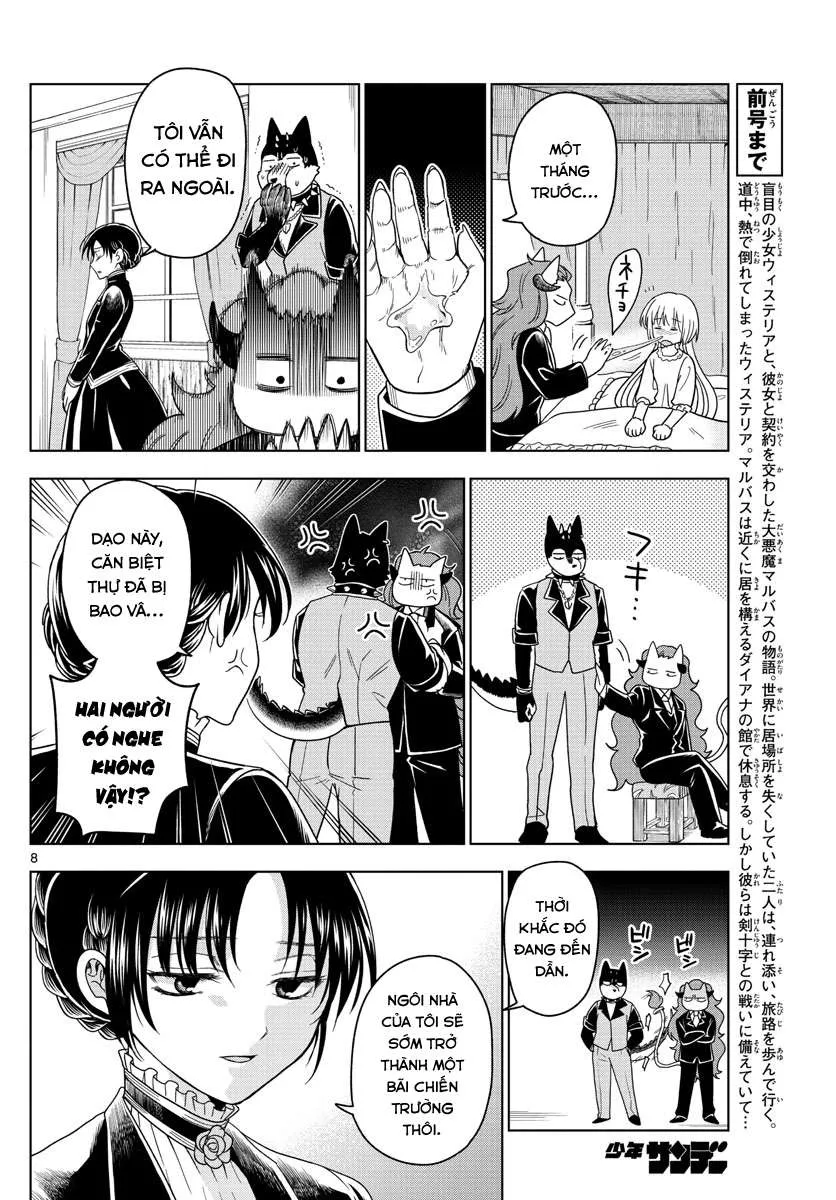 前号まで
盲目の少女ウィステリアと、彼女と契約を交わした大悪魔マルバスの物語。世界に居場所を失くしていた二人は、連れ添い、旅路を歩んで行く。
道中、熱で倒れてしまったウィステリア。マルバスは近くに居を構えるダイアナの館で休息する。しかし彼らは剣十字との戦いに備えていて…
MỘT
THÁNG
TRƯỚC...
ネチョ
TÔI VẪN
CÓ THỂ ĐI
RA NGOÀI.
フキ…
DẠO NÀY,
CĂN BIỆT
THỰ ĐÃ BỊ
BAO VÂ...
HAI NGƯỜI
CÓ NGHE
KHÔNG
VẬY!?
THỜI
KHẮC ĐÓ
ĐANG ĐẾN
DẦN.
ビシ
ビシ
NGÔI NHÀ
CỦA TÔI SẼ
SỚM TRỞ
THÀNH MỘT
BÃI CHIẾN
TRƯỜNG
THÔI.
8
少年サンデー